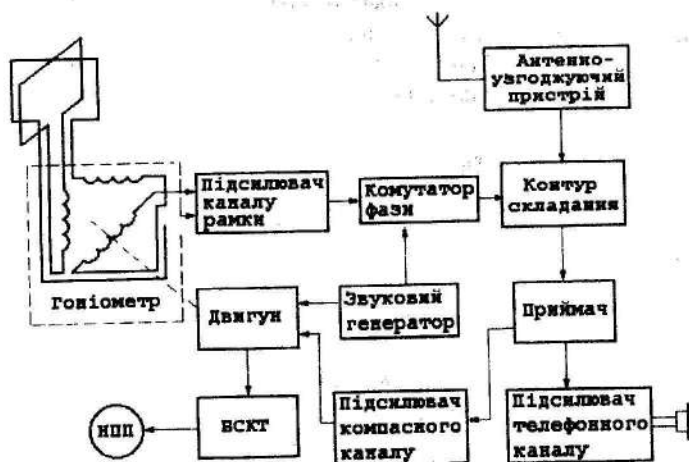 Антенно-
узгоджуючий
пристрій
Підсилювач
каналу
рамки
Комутатор
фази
Контур
складання
Гоніометр
Двигун
Звуковий
генератор
Приймач
НПП
БСКТ
Підсилювач
компасного
каналу
Підсилювач
телефонного
каналу